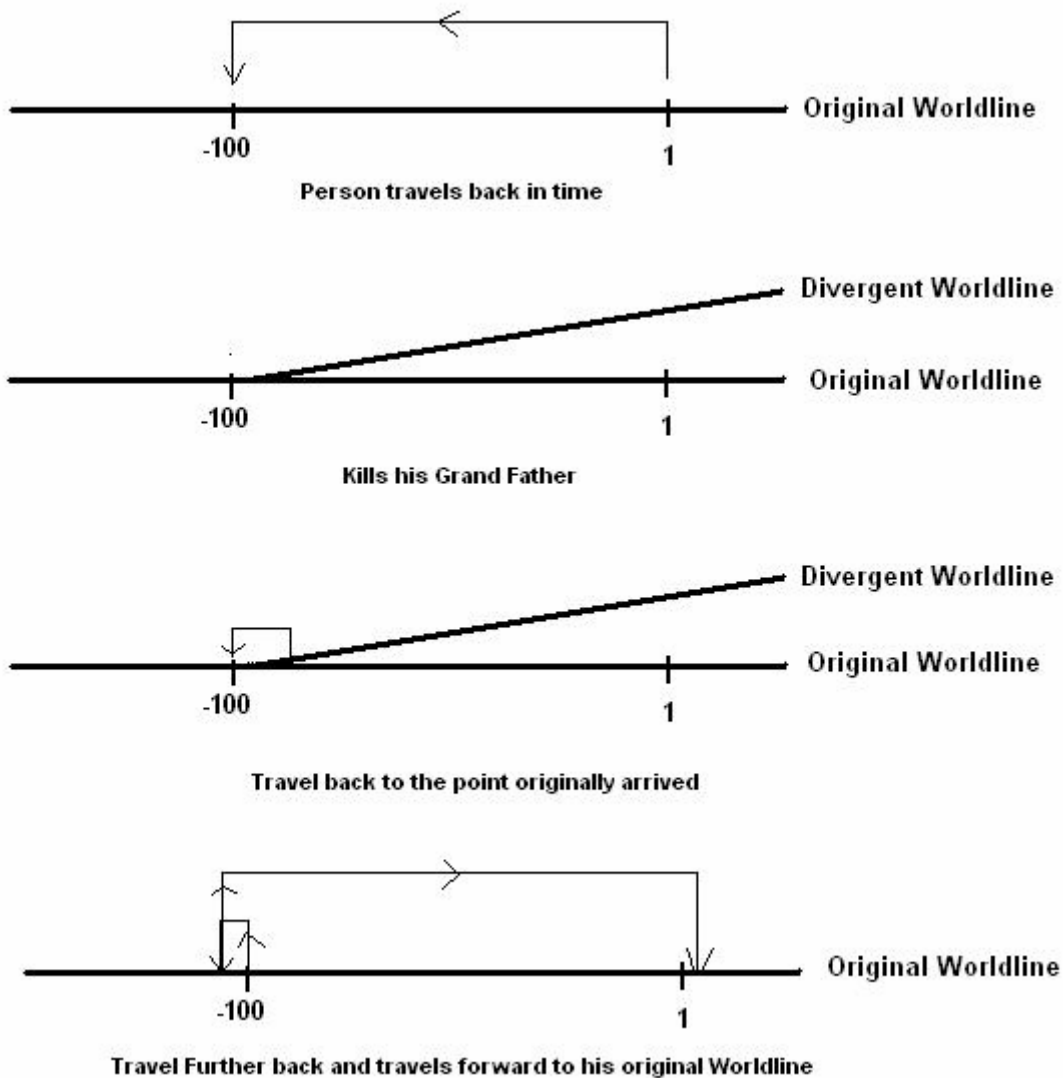 Original Worldline
-100
1
Person travels back in time
Divergent Worldline
Original Worldline
-100
1
Kills his Grand Father
Divergent Worldline
Original Worldline
-100
1
Travel back to the point originally arrived
Original Worldline
-100
1
Travel Further back and travels forward to his original Worldline